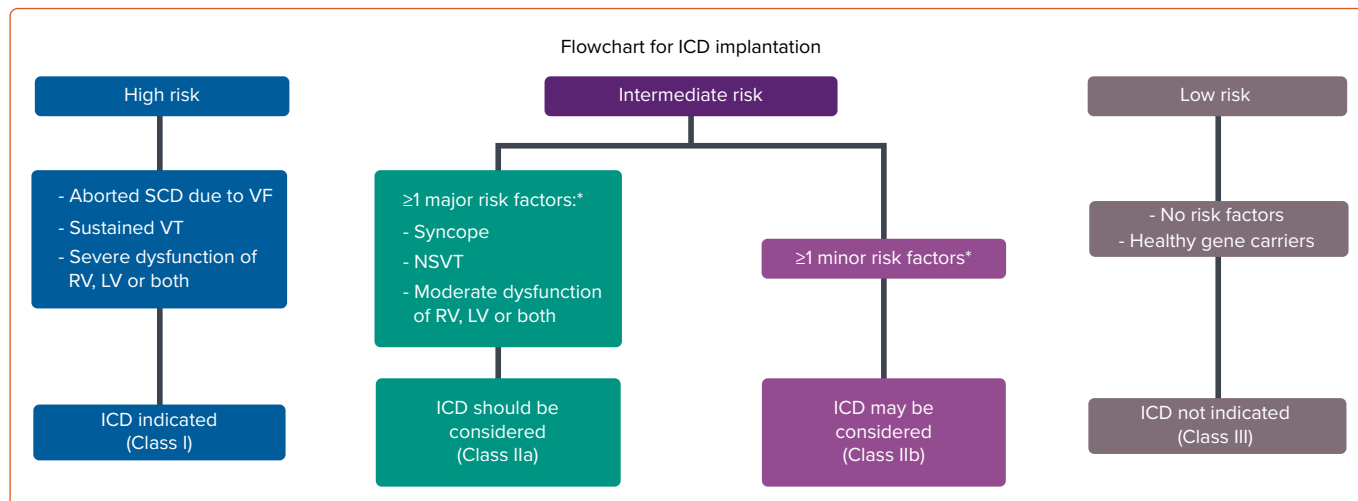 Flowchart for ICD implantation
High risk
- Aborted SCD due to VF
- Sustained VT
- Severe dysfunction of
RV, LV or both
ICD indicated
(Class I)
Intermediate risk
≥1 major risk factors:*
- Syncope
- NSVT
- Moderate dysfunction
of RV, LV or both
ICD should be
considered
(Class IIa)
≥1 minor risk factors*
ICD may be
considered
(Class IIb)
Low risk
- No risk factors
- Healthy gene carriers
ICD not indicated
(Class III)